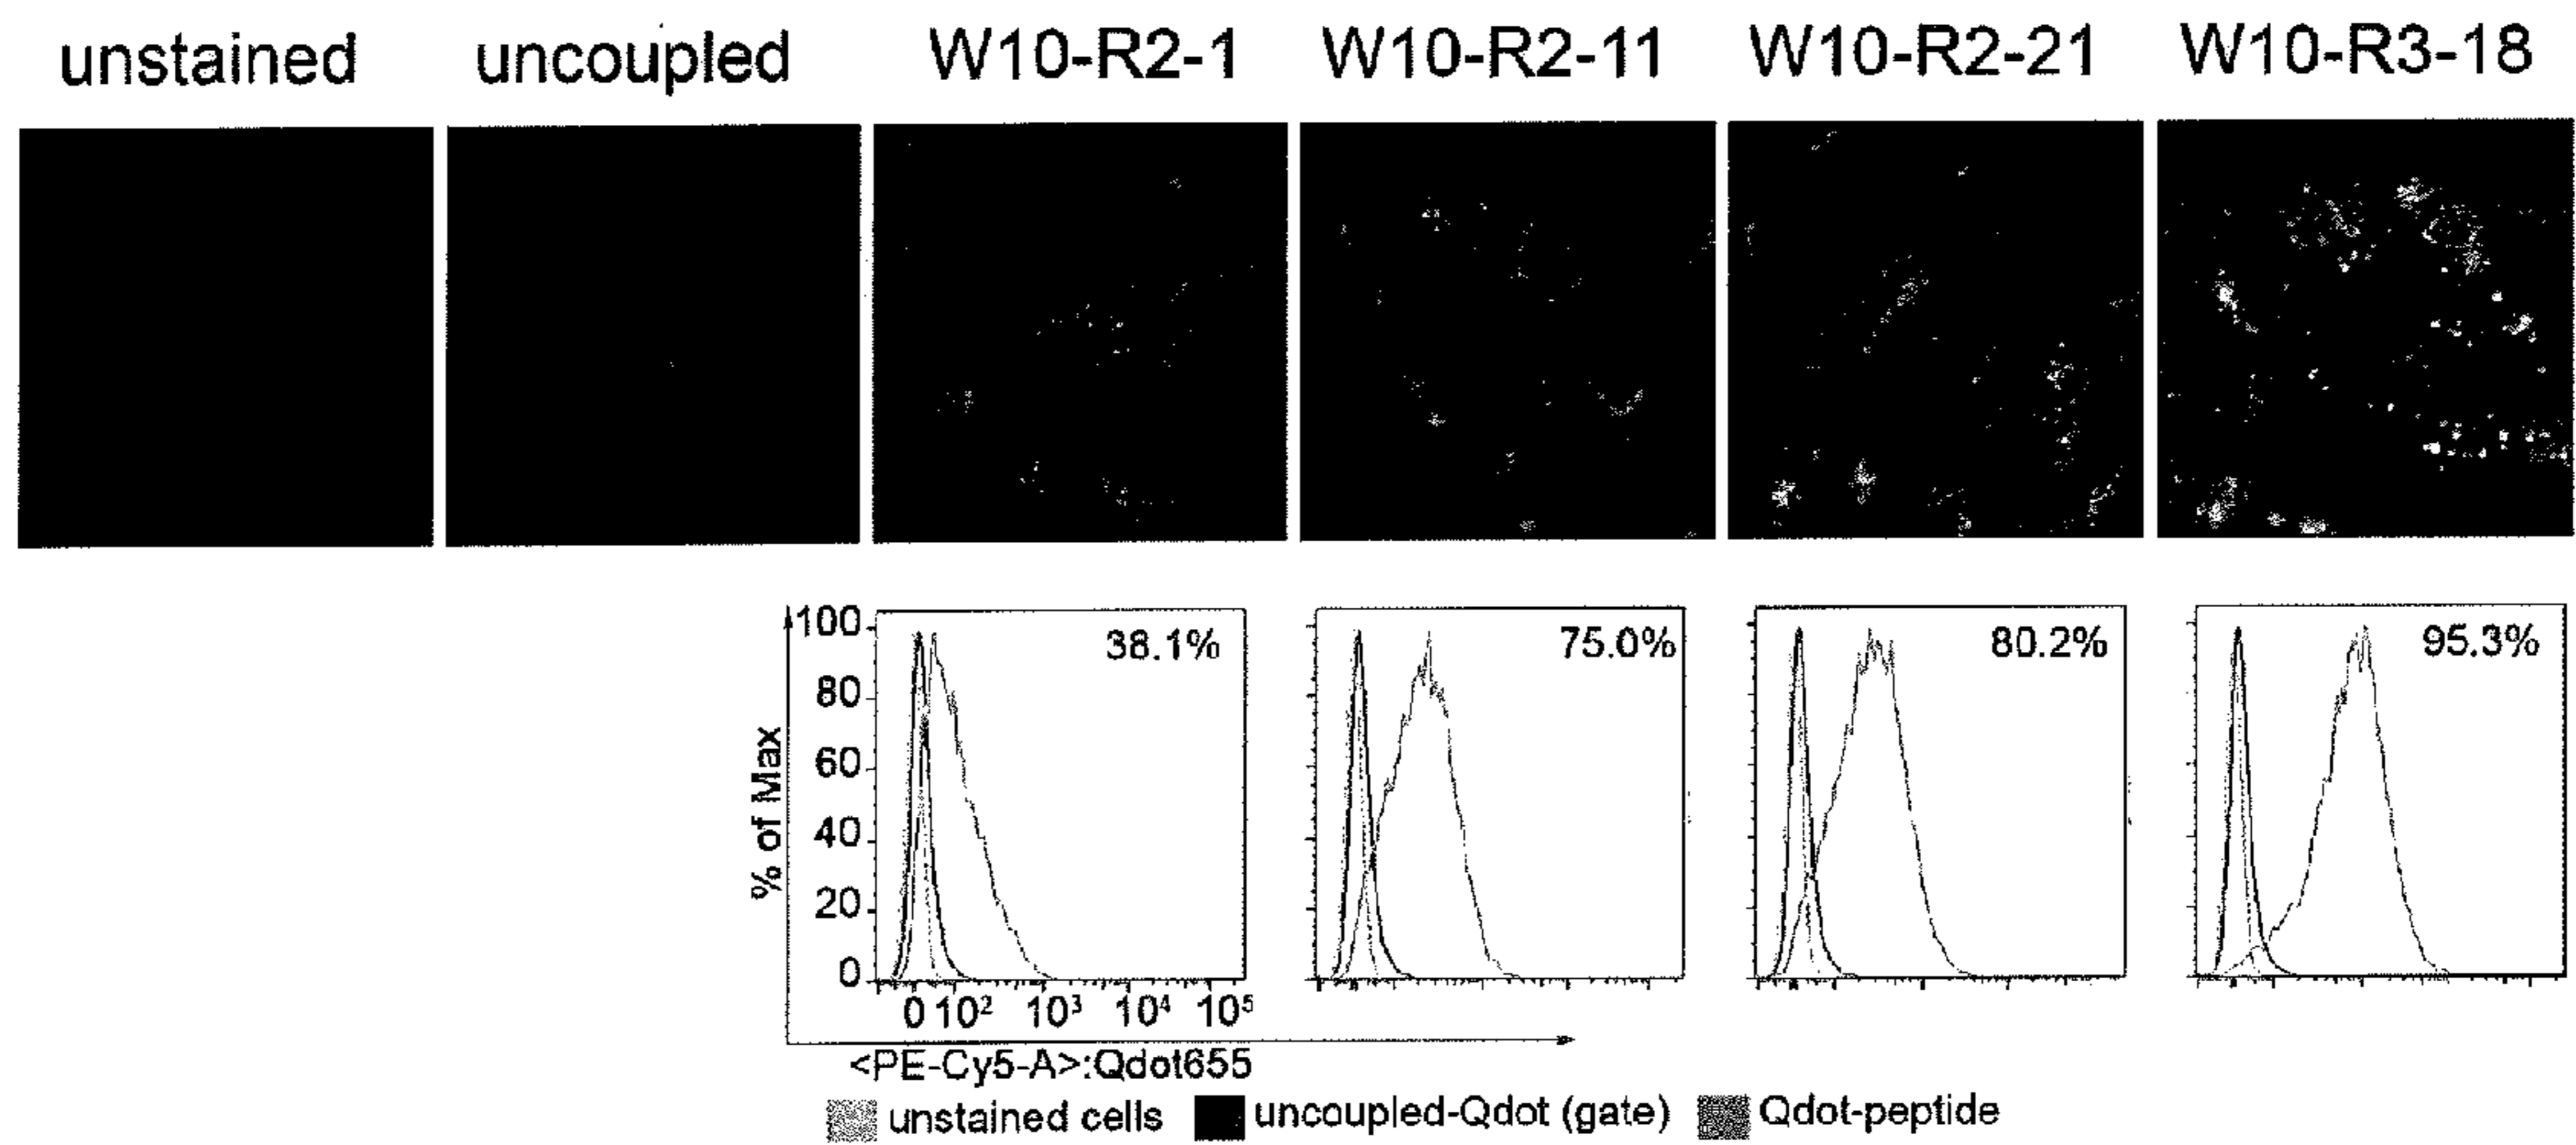 unstained uncoupled W10-R2-1 W10-R2-11 W10-R2-21 W10-R3-18
38.1% 75.0% 80.2% 95.3%
% of Max
100
80
60
40
20
0
0 10² 10³ 10⁴ 10⁵
<PE-Cy5-A>:Qdot655
unstained cells uncoupled-Qdot (gate) Qdot-peptide